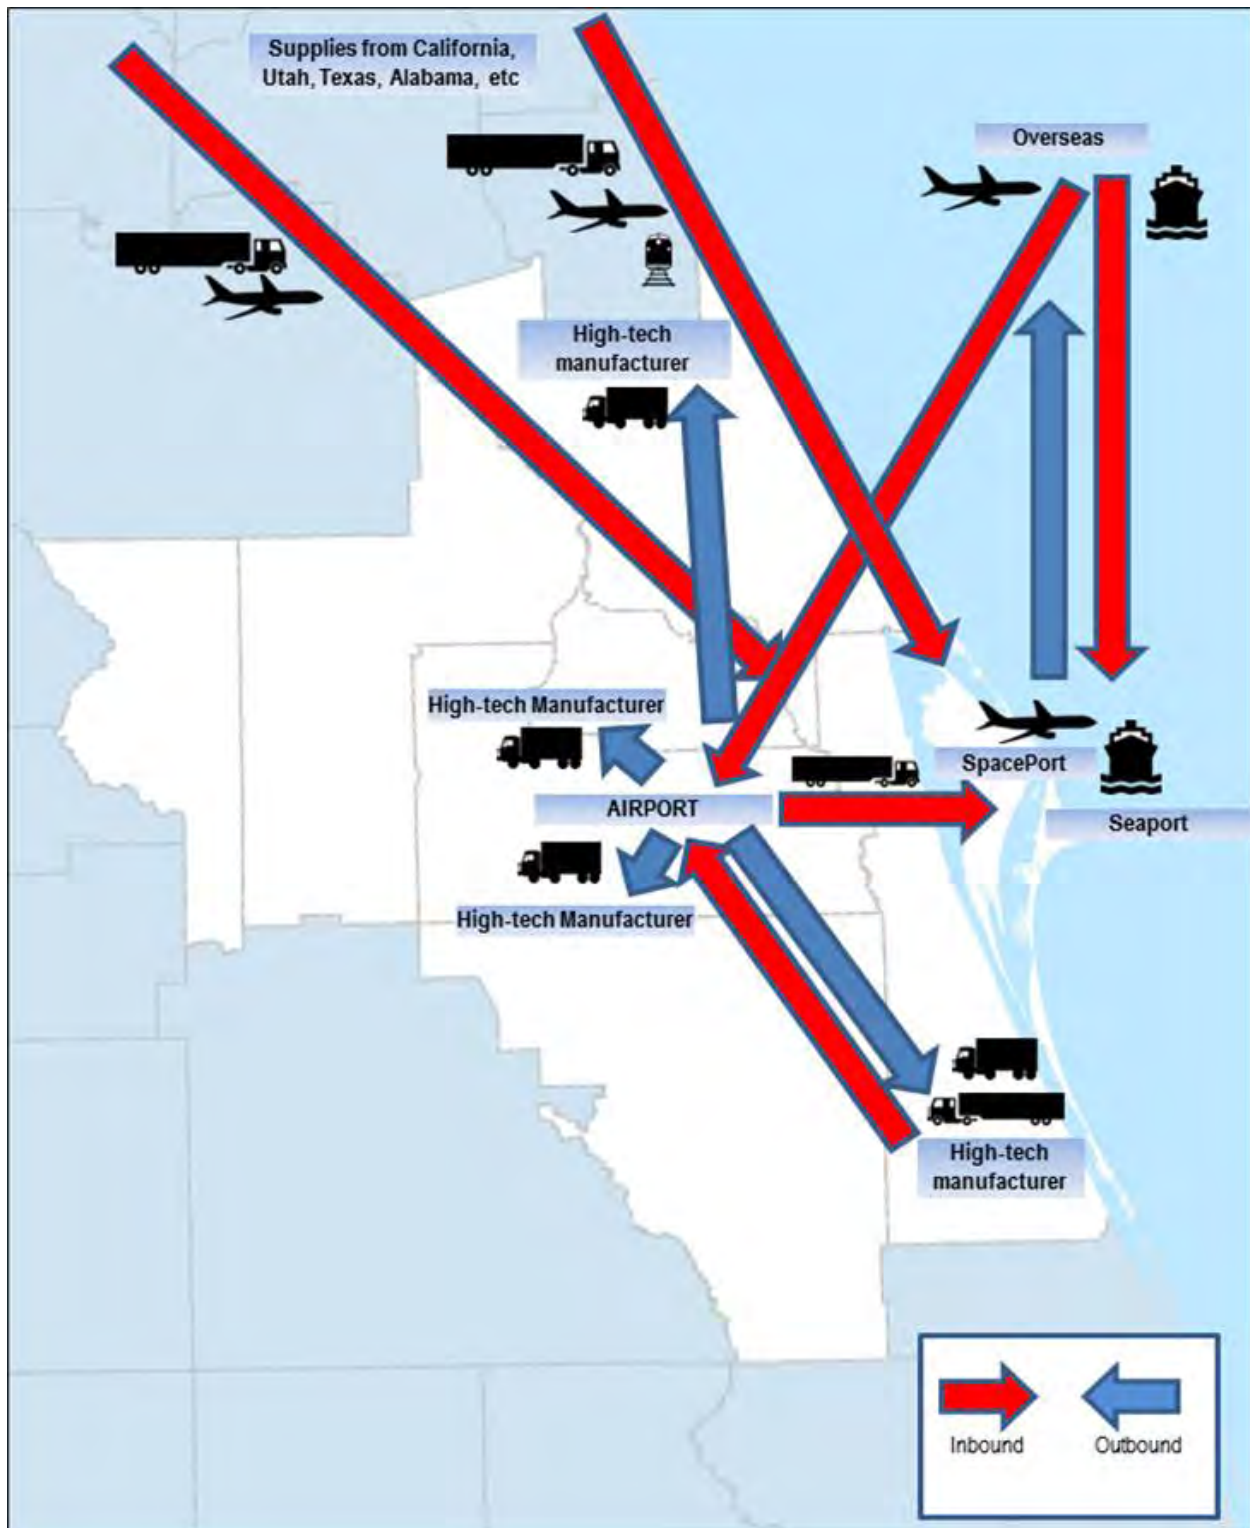 Supplies from California,
Utah, Texas, Alabama, etc
Overseas
High-tech
manufacturer
High-tech Manufacturer
SpacePort
AIRPORT
Seaport
High-tech Manufacturer
High-tech
manufacturer
Inbound
Outbound